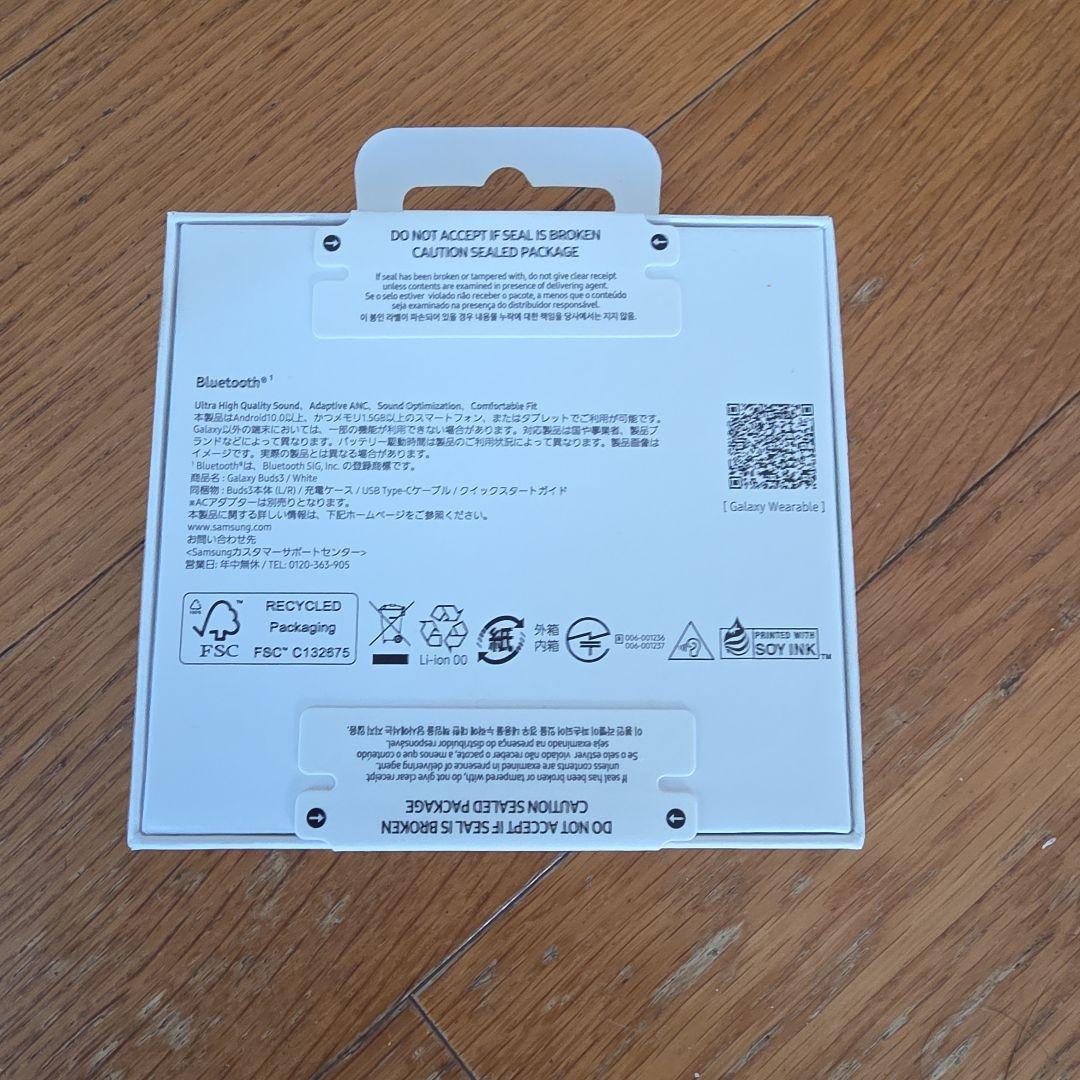 DO NOT ACCEPT IF SEAL IS BROKEN
CAUTION SEALED PACKAGE
If seal has been broken or tampered with, do not give clear receipt
unless contents are examined in presence of delivering agent.
Se o selo estiver violado não receber o pacote, a menos que o conteúdo
seja examinado na presença do distribuidor responsável.
이 봉인 라벨이 파손되어 있을 경우 내용물 누락에 대한 책임을 당사에서는 지지 않음.
Bluetooth®¹
Ultra High Quality Sound、Adaptive ANC、Sound Optimization、Comfortable Fit
本製品はAndroid10.0以上、かつメモリ1.5GB以上のスマートフォン、またはタブレットでご利用が可能です。
Galaxy以外の端末においては、一部の機能が利用できない場合があります。対応製品は国や事業者、製品ブ
ランドなどによって異なります。バッテリー駆動時間は製品のご利用状況によって異なります。製品画像は
イメージです。実際の製品とは異なる場合があります。
¹ Bluetooth®は、Bluetooth SIG, Inc. の登録商標です。
商品名 : Galaxy Buds3 / White
同梱物 : Buds3本体 (L/R) / 充電ケース / USB Type-Cケーブル / クイックスタートガイド
※ACアダプターは別売りとなります。
本製品に関する詳しい情報は、下記ホームページをご参照ください。
www.samsung.com
お問い合わせ先
<Samsungカスタマーサポートセンター>
営業日: 年中無休 / TEL: 0120-363-905
[ Galaxy Wearable ]
100%
FSC
RECYCLED
Packaging
FSC™ C132675
Li-ion 00
紙
外箱
内箱
R 006-001236
006-001237
PRINTED WITH
SOY INK™
이 봉인 라벨이 파손되어 있을 경우 내용물 누락에 대한 책임을 당사에서는 지지 않음.
seja examinado na presença do distribuidor responsável.
Se o selo estiver violado não receber o pacote, a menos que o conteúdo
unless contents are examined in presence of delivering agent.
If seal has been broken or tampered with, do not give clear receipt
CAUTION SEALED PACKAGE
DO NOT ACCEPT IF SEAL IS BROKEN